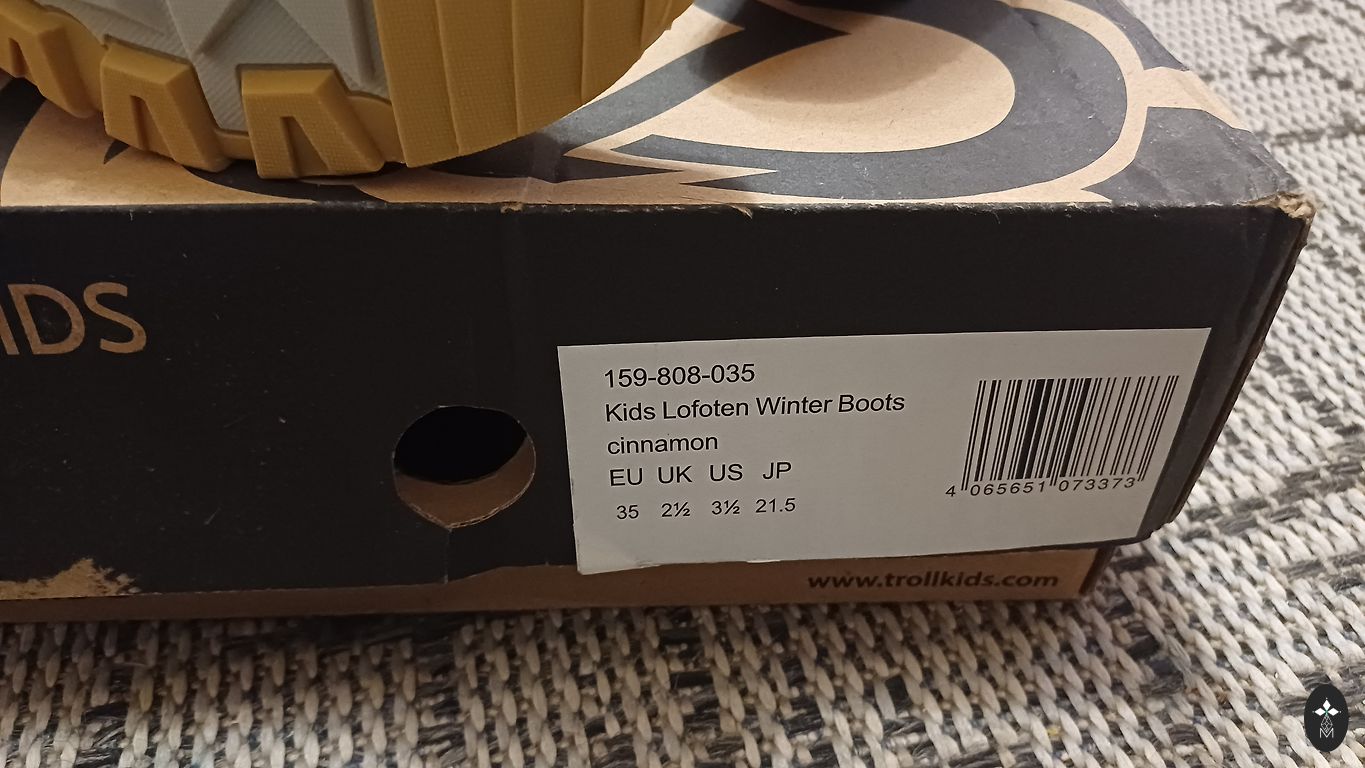 IDS
159-808-035
Kids Lofoten Winter Boots
cinnamon
EU UK US JP
35 2½ 3½ 21.5
4 065651 073373
www.trollkids.com
M